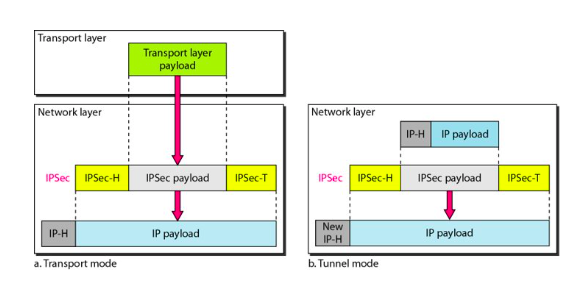 Transport layer
Transport layer
payload
Network layer
IPSec
IPSec-H
IPSec payload
IPSec-T
IP-H
IP payload
a. Transport mode
Network layer
IP-H
IP payload
IPSec
IPSec-H
IPSec payload
IPSec-T
New
IP-H
IP payload
b. Tunnel mode